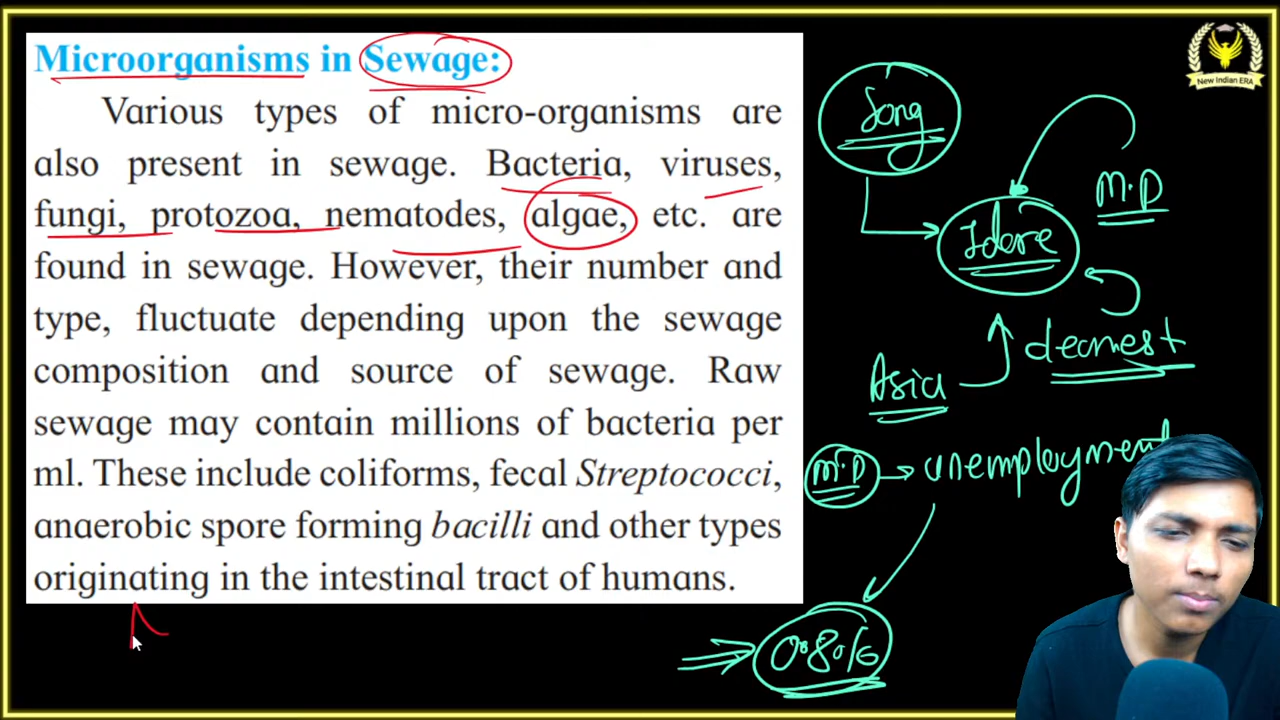 Microorganisms in Sewage:
Various types of micro-organisms are
also present in sewage. Bacteria, viruses,
fungi, protozoa, nematodes, algae, etc. are
found in sewage. However, their number and
type, fluctuate depending upon the sewage
composition and source of sewage. Raw
sewage may contain millions of bacteria per
ml. These include coliforms, fecal Streptococci,
anaerobic spore forming bacilli and other types
originating in the intestinal tract of humans.
Song
M.P
Asia
M.P → unemployment
0.8%
New Indian ERA